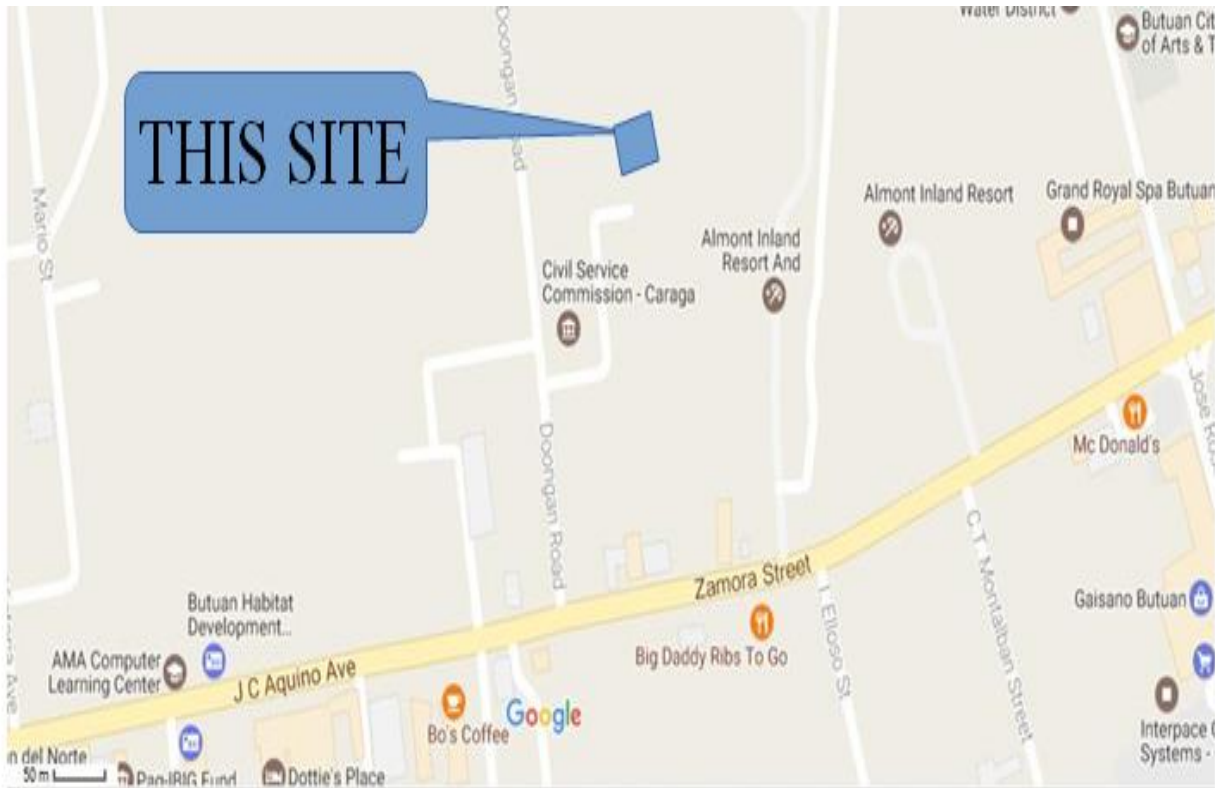 Water District
Butuan Cit
of Arts & T
Doongan Road
THIS SITE
Mario St
Almont Inland Resort
Grand Royal Spa Butuan
Almont Inland
Resort And
Civil Service
Commission - Caraga
Jose Ro
Mc Donald's
Doongan Road
C.T. Montalban Street
Zamora Street
Gaisano Butuan
Butuan Habitat
Development...
Big Daddy Ribs To Go
AMA Computer
Learning Center
J C Aquino Ave
Bo's Coffee
Google
Interpace
Systems -
n del Norte
50 m
Pag-IBIG Fund
Dottie's Place
Ave
Elloso St